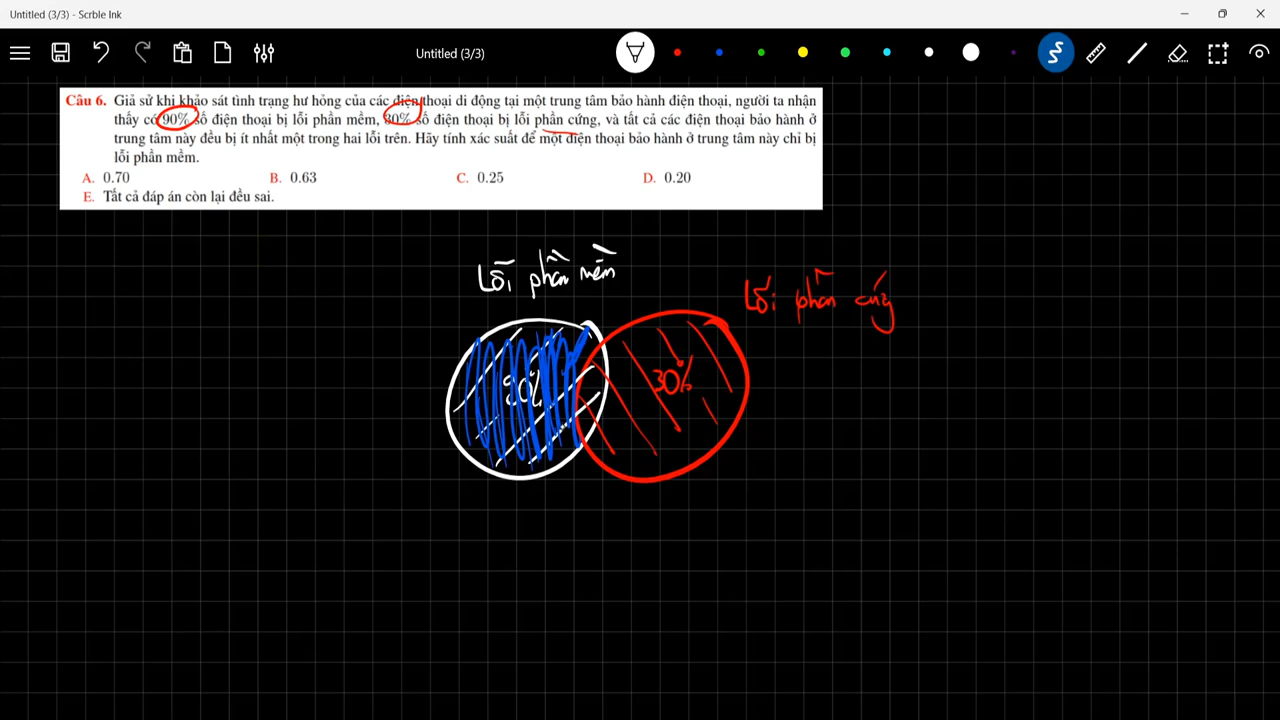 Untitled (3/3) - Scrble Ink
Untitled (3/3)
Câu 6. Giả sử khi khảo sát tình trạng hư hỏng của các điện thoại di động tại một trung tâm bảo hành điện thoại, người ta nhận
thấy có 90% số điện thoại bị lỗi phần mềm, 30% số điện thoại bị lỗi phần cứng, và tất cả các điện thoại bảo hành ở
trung tâm này đều bị ít nhất một trong hai lỗi trên. Hãy tính xác suất để một điện thoại bảo hành ở trung tâm này chỉ bị
lỗi phần mềm.
A. 0.70 B. 0.63 C. 0.25 D. 0.20
E. Tất cả đáp án còn lại đều sai.
Lỗi phần mềm
Lỗi phần cứng
30%